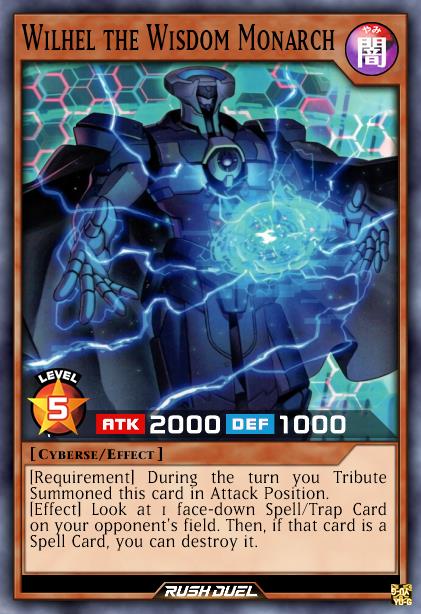 Wilhel the Wisdom Monarch
やみ
闇
LEVEL
5
ATK 2000 DEF 1000
[ Cyberse/Effect ]
[Requirement] During the turn you Tribute
Summoned this card in Attack Position.
[Effect] Look at 1 face-down Spell/Trap Card
on your opponent's field. Then, if that card is a
Spell Card, you can destroy it.
RUSH DUEL